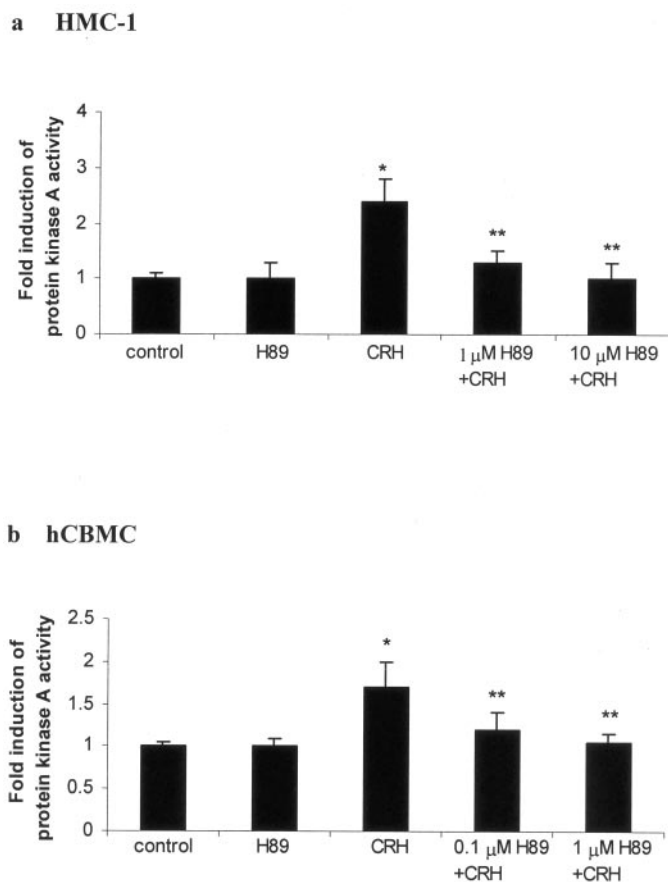 a HMC-1
Fold induction of
protein kinase A activity
4
3
2
1
0
*
**
**
control H89 CRH 1 µM H89 10 µM H89
+CRH +CRH
b hCBMC
Fold induction of
protein kinase A activity
2.5
2
1.5
1
0.5
0
*
**
**
control H89 CRH 0.1 µM H89 1 µM H89
+CRH +CRH